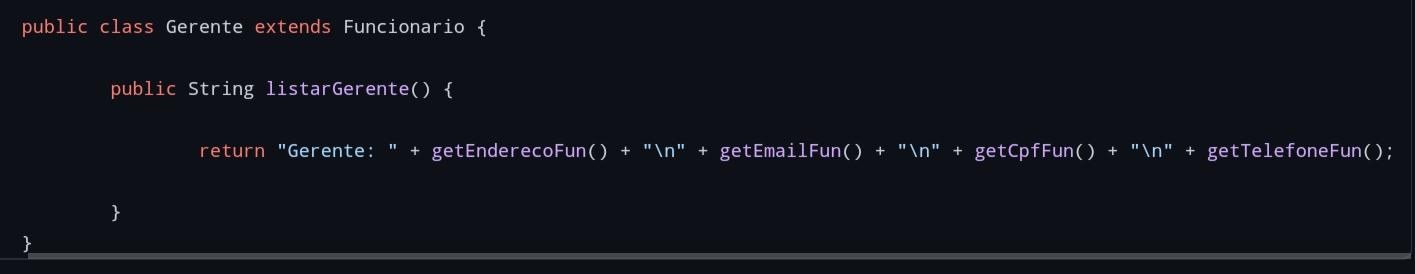 public class Gerente extends Funcionario {
public String listarGerente() {
return "Gerente: " + getEnderecoFun() + "\n" + getEmailFun() + "\n" + getCpfFun() + "\n" + getTelefoneFun();
}
}